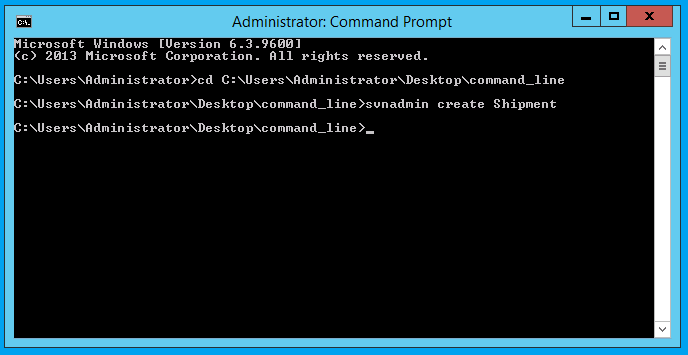 Administrator: Command Prompt
Microsoft Windows [Version 6.3.9600]
(c) 2013 Microsoft Corporation. All rights reserved.
C:\Users\Administrator>cd C:\Users\Administrator\Desktop\command_line
C:\Users\Administrator\Desktop\command_line>svnadmin create Shipment
C:\Users\Administrator\Desktop\command_line>_